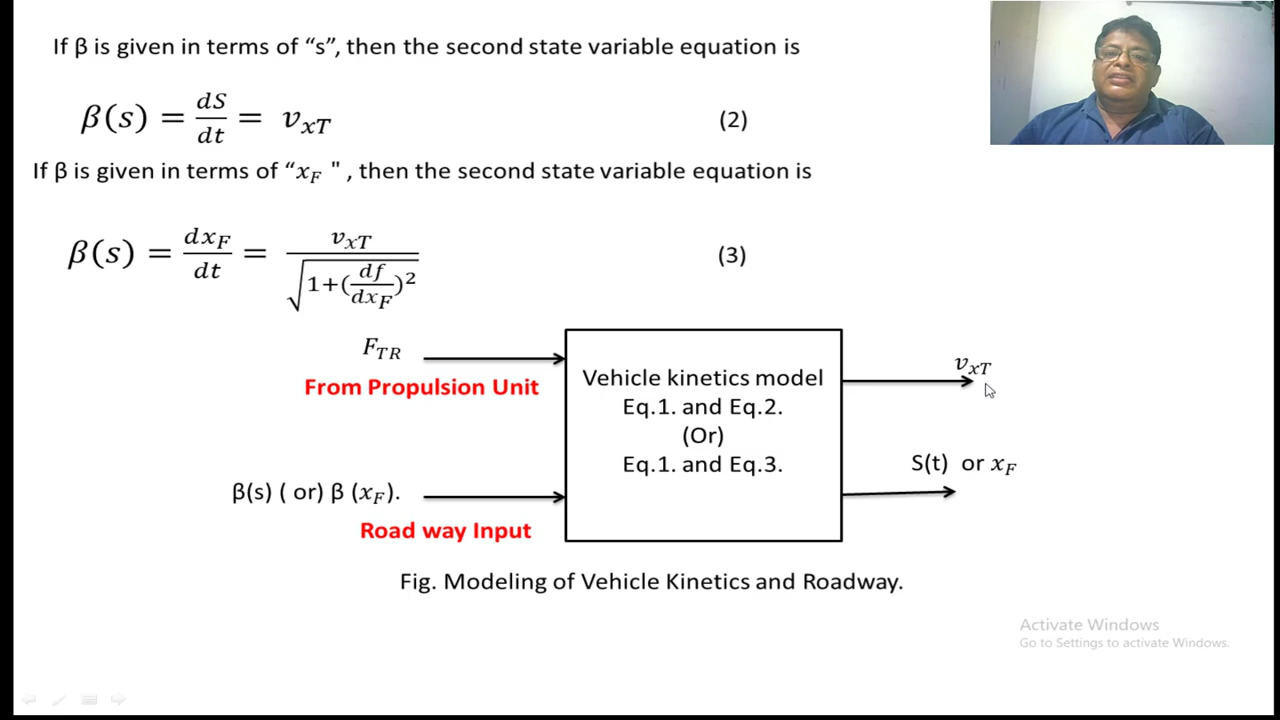 If β is given in terms of “s”, then the second state variable equation is
β(s) = dS/dt = v_xT (2)
If β is given in terms of “x_F " , then the second state variable equation is
β(s) = dx_F/dt = v_xT / √(1+(df/dx_F)²) (3)
F_TR
From Propulsion Unit
Vehicle kinetics model
Eq.1. and Eq.2.
(Or)
Eq.1. and Eq.3.
v_xT
S(t) or x_F
β(s) ( or) β (x_F).
Road way Input
Fig. Modeling of Vehicle Kinetics and Roadway.
Activate Windows
Go to Settings to activate Windows.